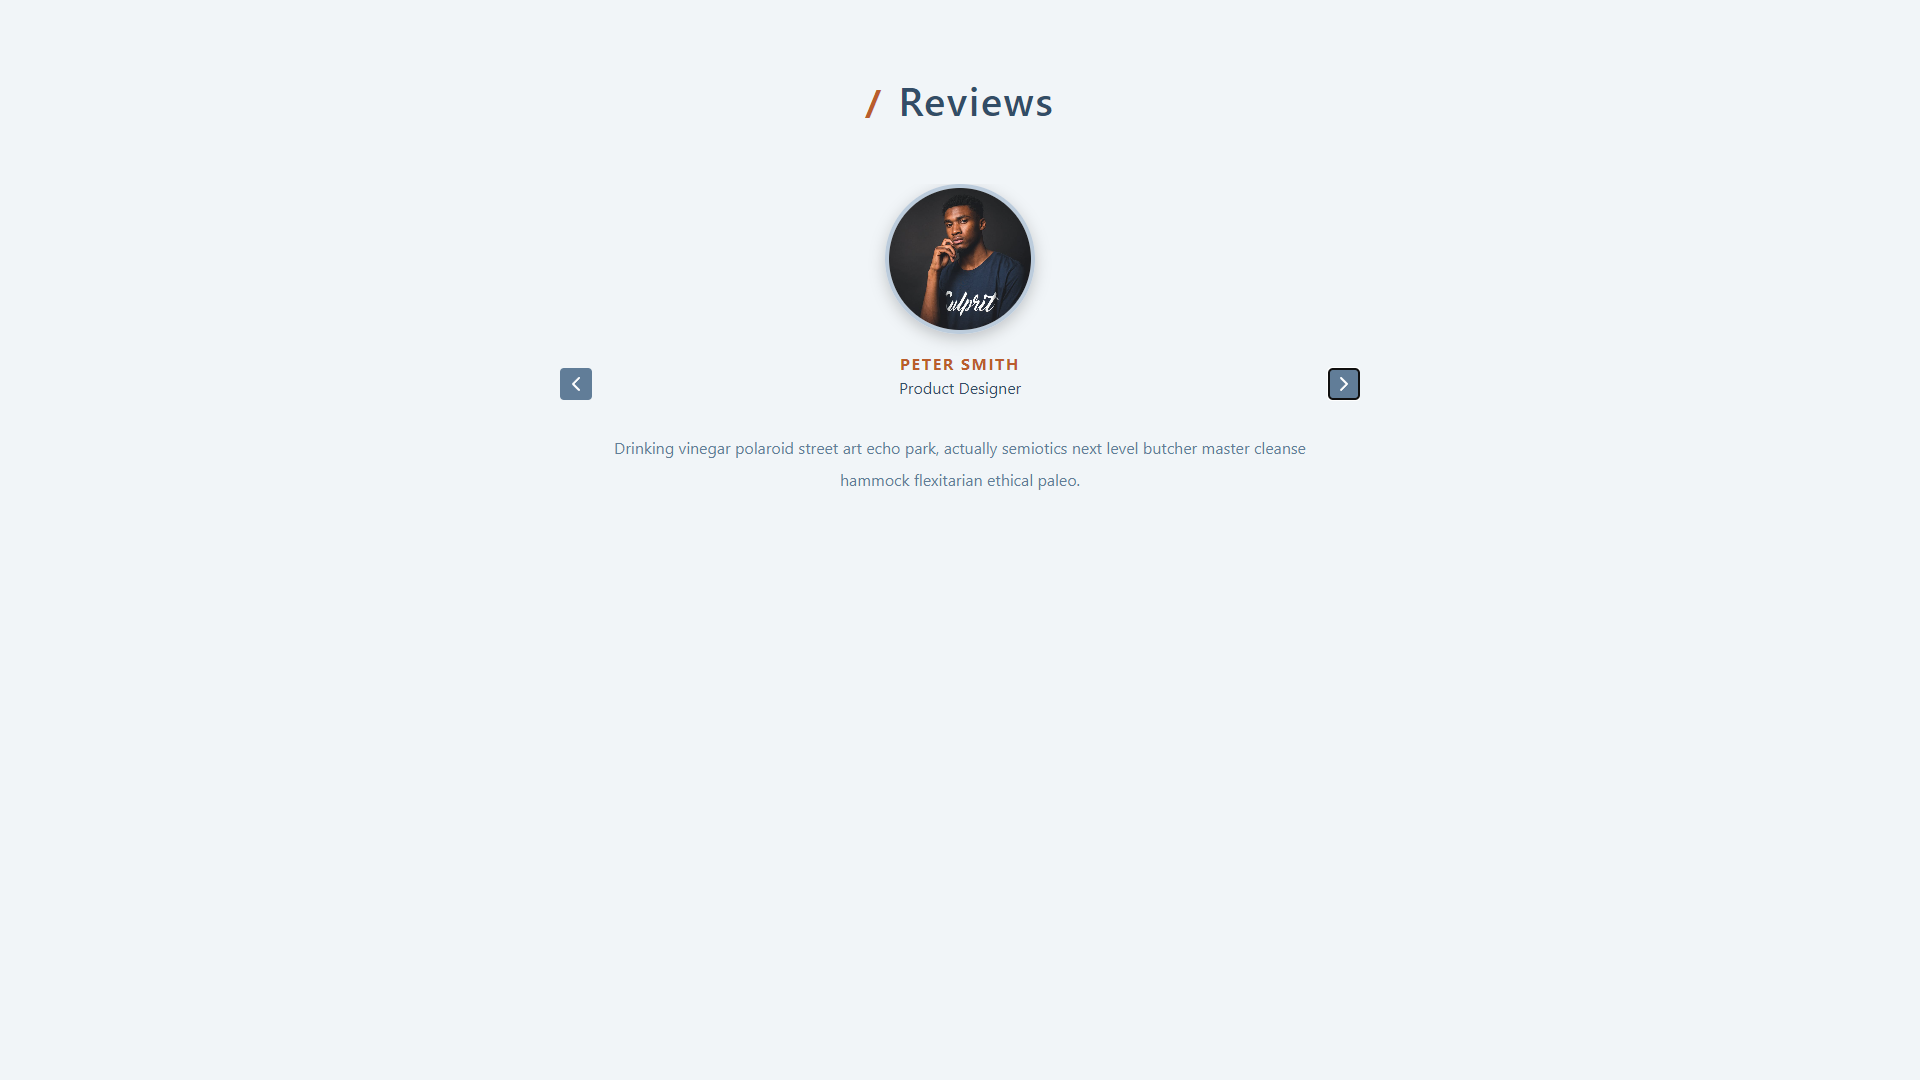 / Reviews
Culprit
PETER SMITH
Product Designer
Drinking vinegar polaroid street art echo park, actually semiotics next level butcher master cleanse
hammock flexitarian ethical paleo.